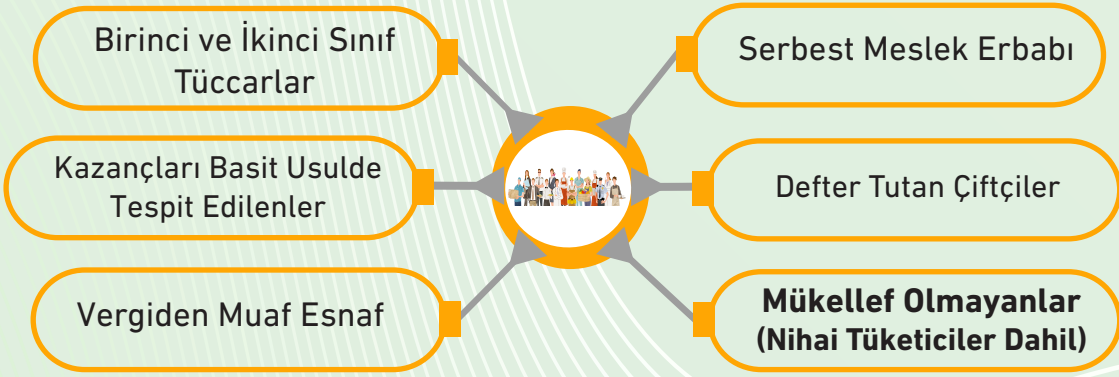 Birinci ve İkinci Sınıf
Tüccarlar
Serbest Meslek Erbabı
Kazançları Basit Usulde
Tespit Edilenler
Defter Tutan Çiftçiler
Vergiden Muaf Esnaf
Mükellef Olmayanlar
(Nihai Tüketiciler Dahil)